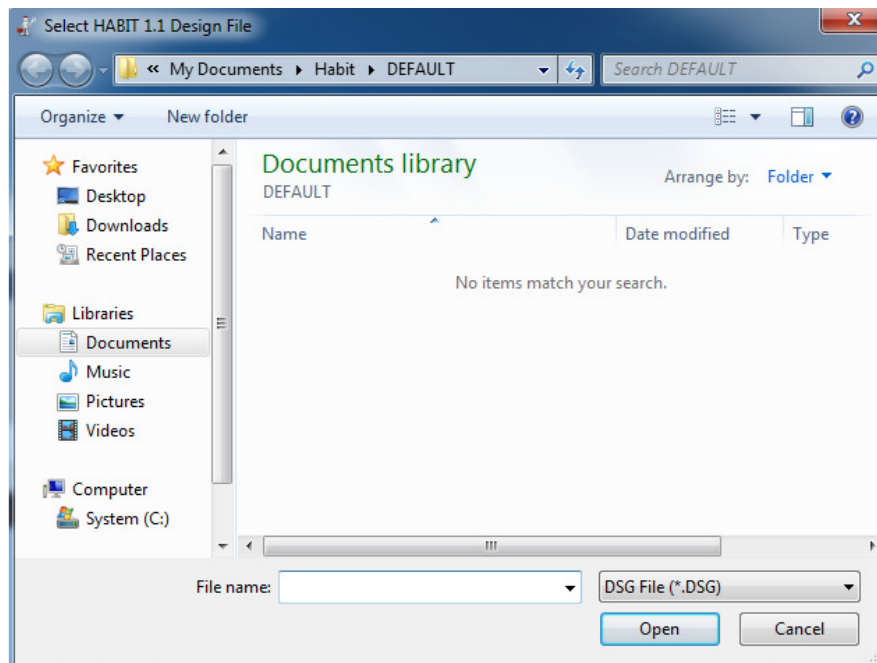 Select HABIT 1.1 Design File
« My Documents Habit DEFAULT
Search DEFAULT
Organize New folder
Favorites
Desktop
Downloads
Recent Places
Libraries
Documents
Music
Pictures
Videos
Computer
System (C:)
Documents library
DEFAULT
Arrange by: Folder
Name Date modified Type
No items match your search.
File name:
DSG File (*.DSG)
Open Cancel